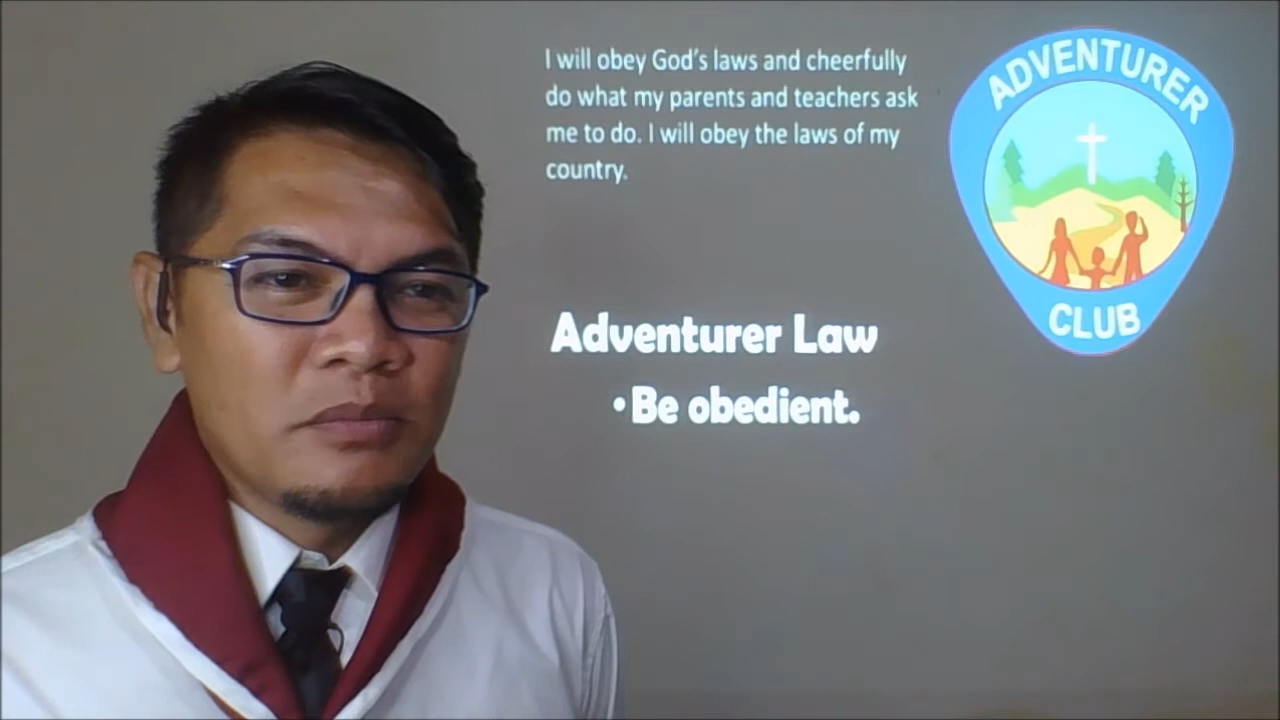 I will obey God's laws and cheerfully
do what my parents and teachers ask
me to do. I will obey the laws of my
country.
ADVENTURER
CLUB
Adventurer Law
•Be obedient.